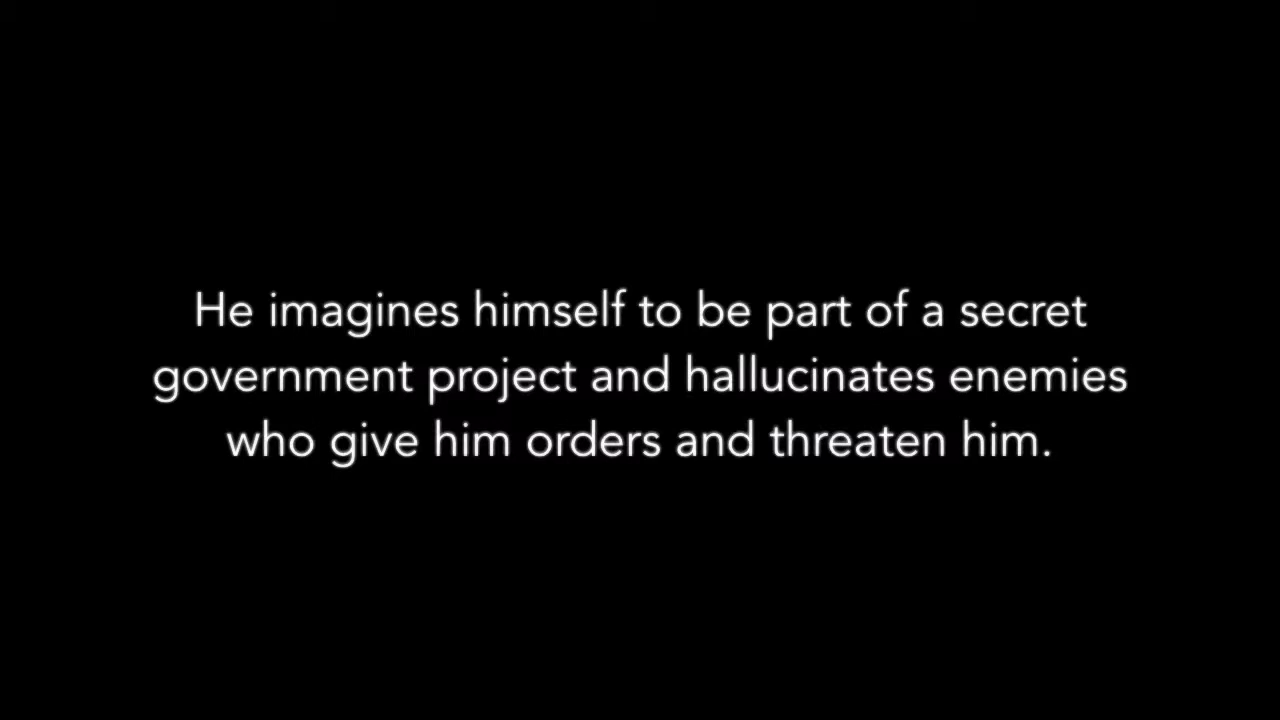 He imagines himself to be part of a secret
government project and hallucinates enemies
who give him orders and threaten him.